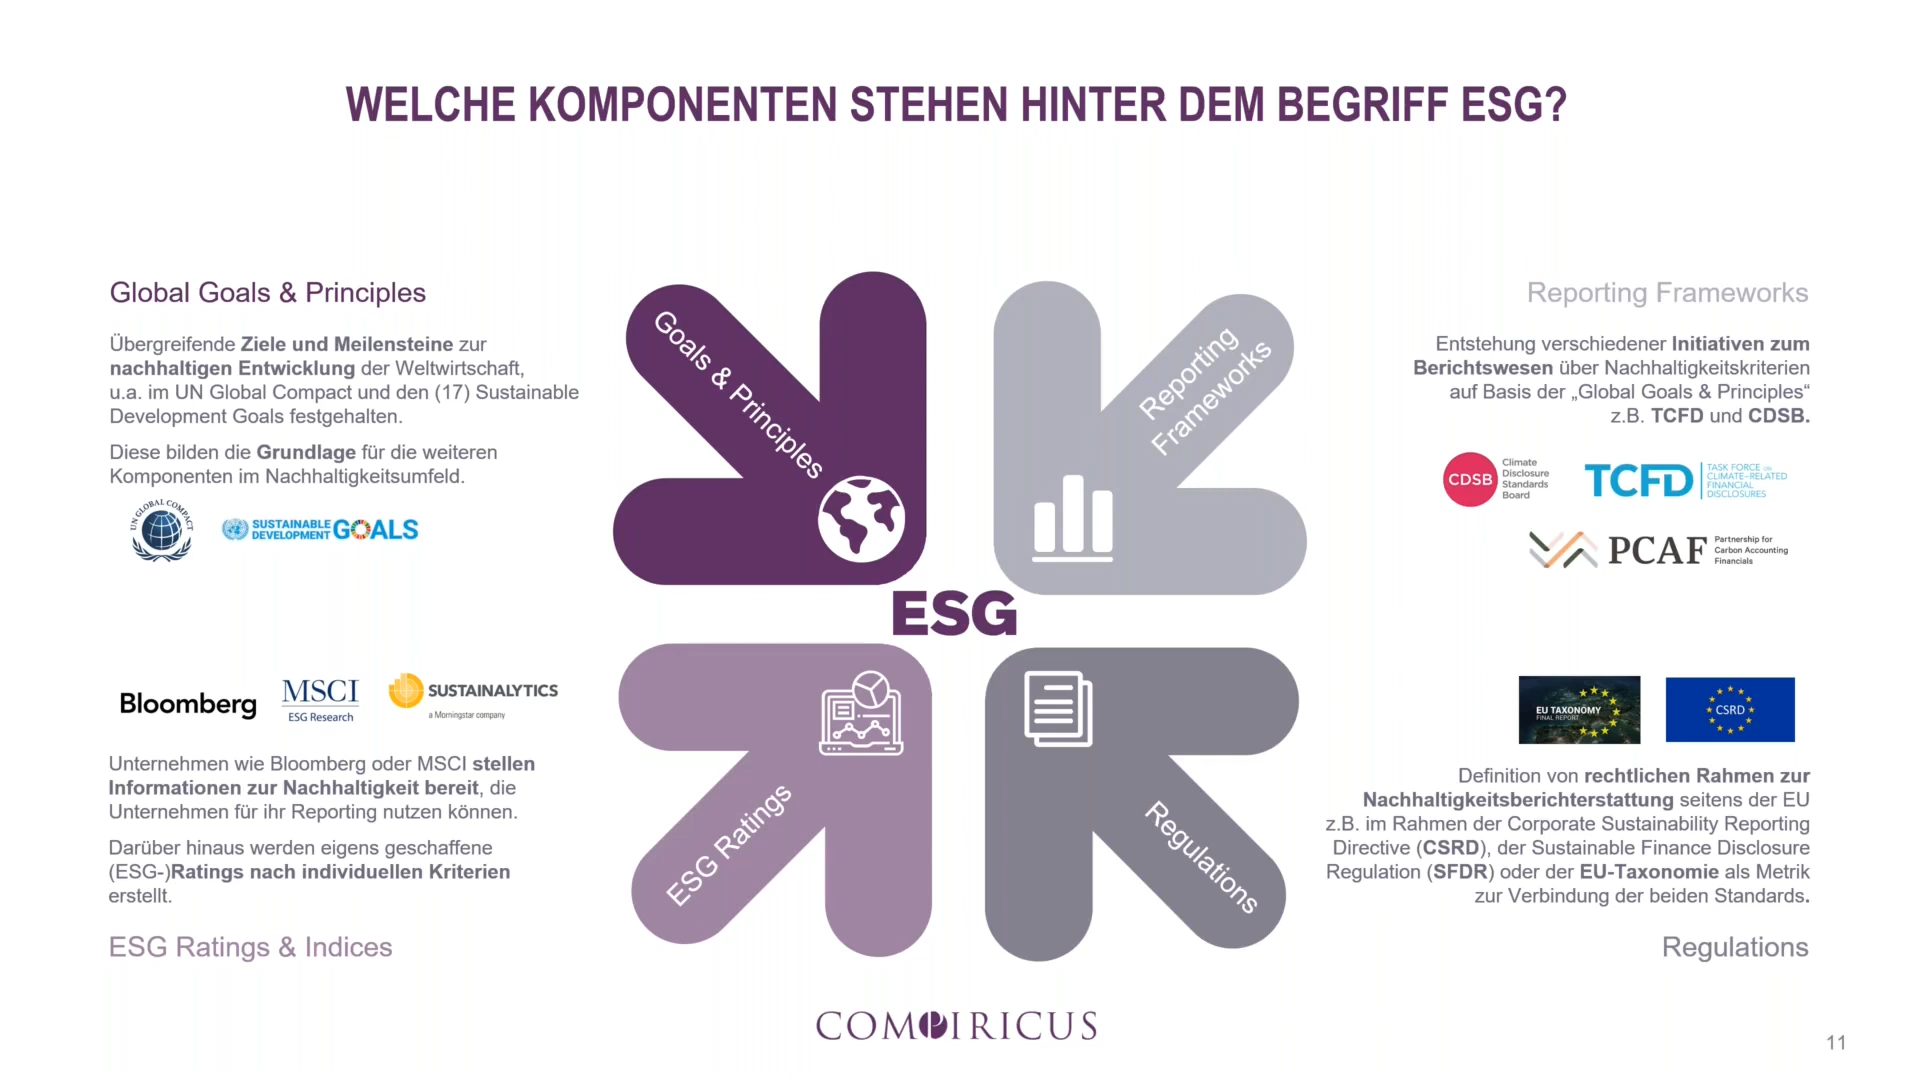 WELCHE KOMPONENTEN STEHEN HINTER DEM BEGRIFF ESG?
Global Goals & Principles
Übergreifende Ziele und Meilensteine zur
nachhaltigen Entwicklung der Weltwirtschaft,
u.a. im UN Global Compact und den (17) Sustainable
Development Goals festgehalten.
Diese bilden die Grundlage für die weiteren
Komponenten im Nachhaltigkeitsumfeld.
UN GLOBAL COMPACT
SUSTAINABLE
DEVELOPMENT
GOALS
Goals & Principles
Reporting
Frameworks
Reporting Frameworks
Entstehung verschiedener Initiativen zum
Berichtswesen über Nachhaltigkeitskriterien
auf Basis der „Global Goals & Principles“
z.B. TCFD und CDSB.
CDSB
Climate
Disclosure
Standards
Board
TCFD
TASK FORCE ON
CLIMATE-RELATED
FINANCIAL
DISCLOSURES
PCAF
Partnership for
Carbon Accounting
Financials
ESG
Bloomberg
MSCI
ESG Research
SUSTAINALYTICS
a Morningstar company
Unternehmen wie Bloomberg oder MSCI stellen
Informationen zur Nachhaltigkeit bereit, die
Unternehmen für ihr Reporting nutzen können.
Darüber hinaus werden eigens geschaffene
(ESG-)Ratings nach individuellen Kriterien
erstellt.
ESG Ratings & Indices
ESG Ratings
Regulations
EU TAXONOMY
FINAL REPORT
CSRD
Definition von rechtlichen Rahmen zur
Nachhaltigkeitsberichterstattung seitens der EU
z.B. im Rahmen der Corporate Sustainability Reporting
Directive (CSRD), der Sustainable Finance Disclosure
Regulation (SFDR) oder der EU-Taxonomie als Metrik
zur Verbindung der beiden Standards.
Regulations
COMPIRICUS
11